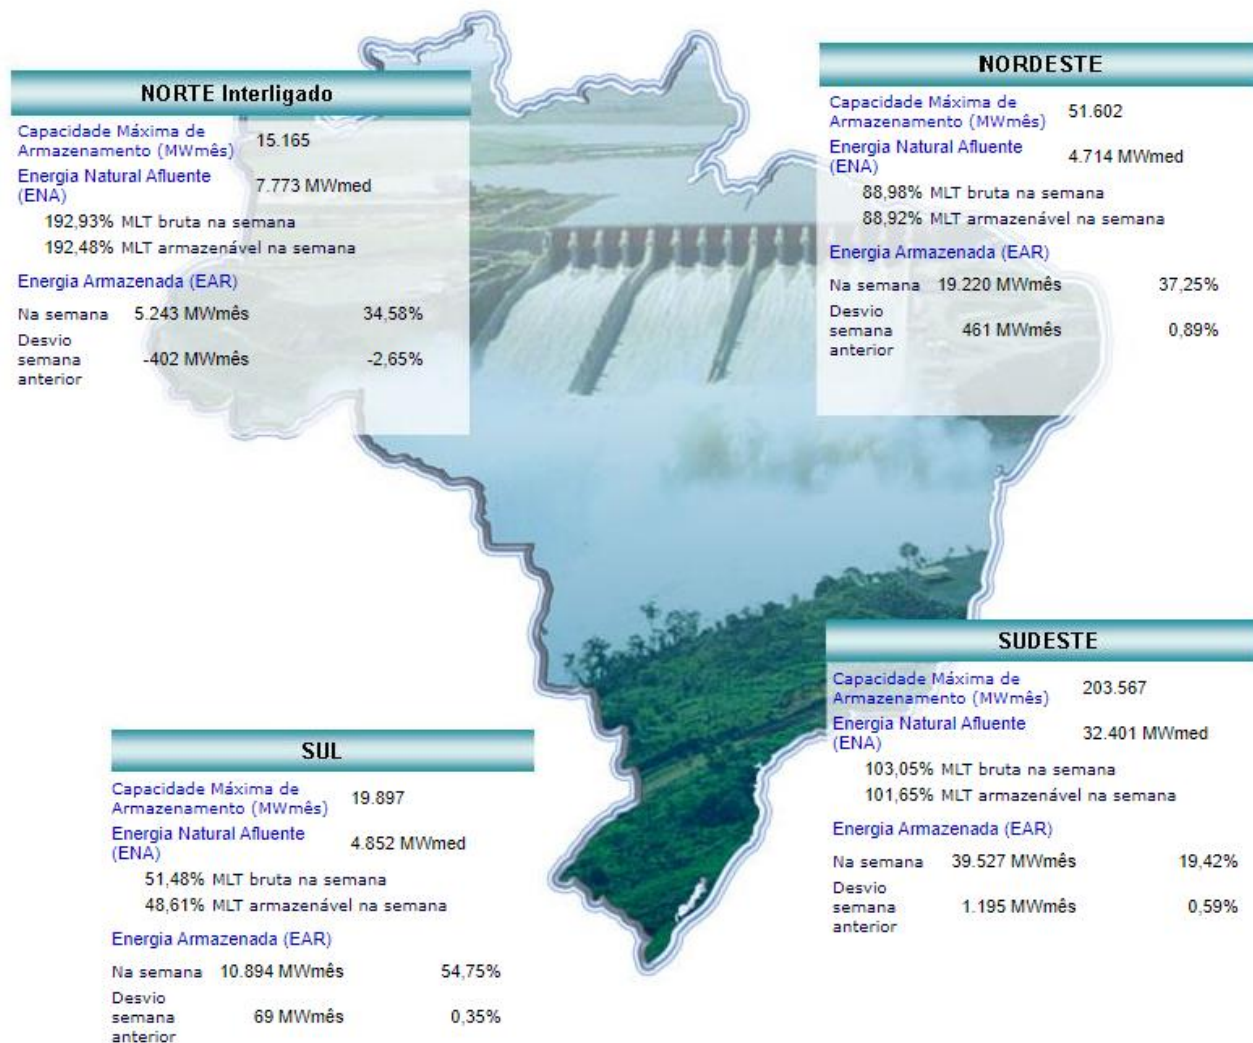 NORTE Interligado
Capacidade Máxima de
Armazenamento (MWmês) 15.165
Energia Natural Afluente
(ENA) 7.773 MWmed
192,93% MLT bruta na semana
192,48% MLT armazenável na semana
Energia Armazenada (EAR)
Na semana 5.243 MWmês 34,58%
Desvio
semana -402 MWmês -2,65%
anterior
NORDESTE
Capacidade Máxima de
Armazenamento (MWmês) 51.602
Energia Natural Afluente
(ENA) 4.714 MWmed
88,98% MLT bruta na semana
88,92% MLT armazenável na semana
Energia Armazenada (EAR)
Na semana 19.220 MWmês 37,25%
Desvio
semana 461 MWmês 0,89%
anterior
SUL
Capacidade Máxima de
Armazenamento (MWmês) 19.897
Energia Natural Afluente
(ENA) 4.852 MWmed
51,48% MLT bruta na semana
48,61% MLT armazenável na semana
Energia Armazenada (EAR)
Na semana 10.894 MWmês 54,75%
Desvio
semana 69 MWmês 0,35%
anterior
SUDESTE
Capacidade Máxima de
Armazenamento (MWmês) 203.567
Energia Natural Afluente
(ENA) 32.401 MWmed
103,05% MLT bruta na semana
101,65% MLT armazenável na semana
Energia Armazenada (EAR)
Na semana 39.527 MWmês 19,42%
Desvio
semana 1.195 MWmês 0,59%
anterior